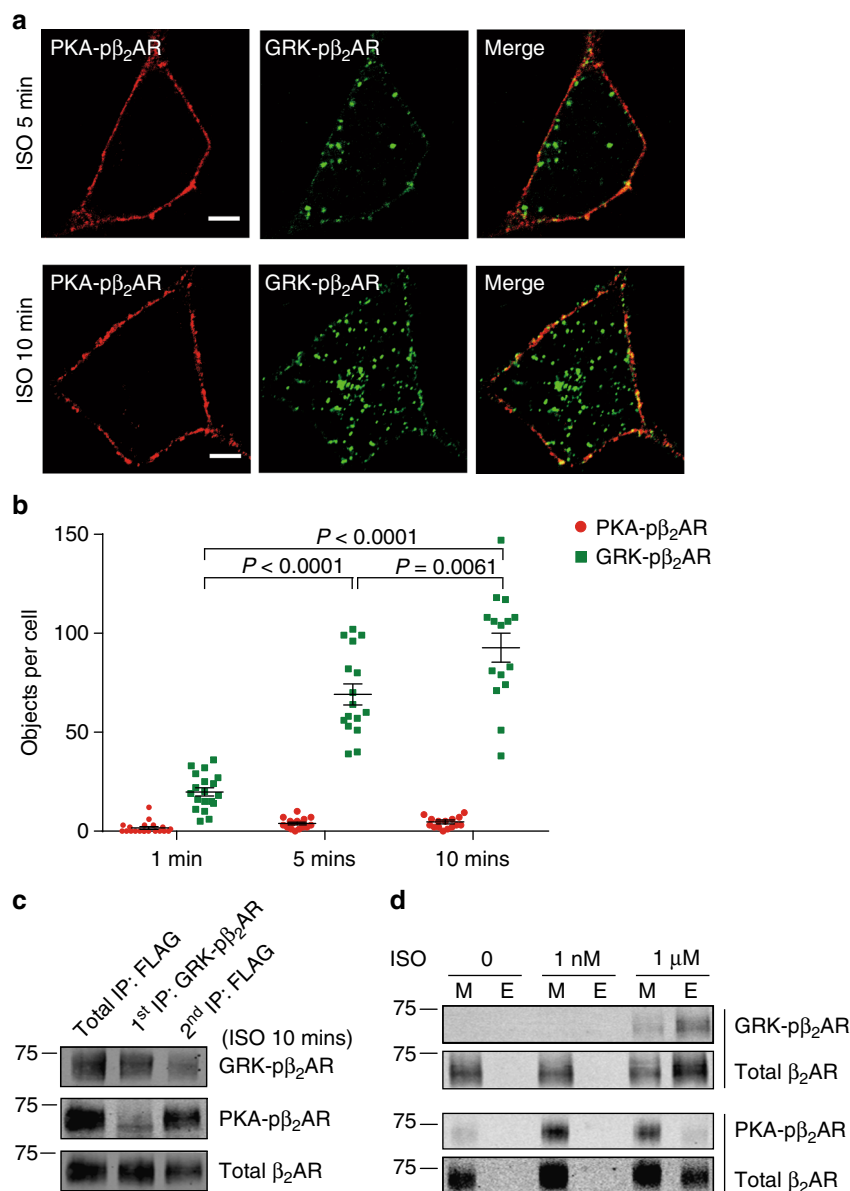 a
PKA-pβ₂AR GRK-pβ₂AR Merge
ISO 5 min
PKA-pβ₂AR GRK-pβ₂AR Merge
ISO 10 min
b
150
100
50
0
Objects per cell
P < 0.0001
P < 0.0001 P = 0.0061
PKA-pβ₂AR
GRK-pβ₂AR
1 min 5 mins 10 mins
c
Total IP: FLAG
1st IP: GRK-pβ₂AR
2nd IP: FLAG
(ISO 10 mins)
75
GRK-pβ₂AR
75
PKA-pβ₂AR
75
Total β₂AR
d
ISO 0 1 nM 1 μM
M E M E M E
75
GRK-pβ₂AR
75
Total β₂AR
75
PKA-pβ₂AR
75
Total β₂AR